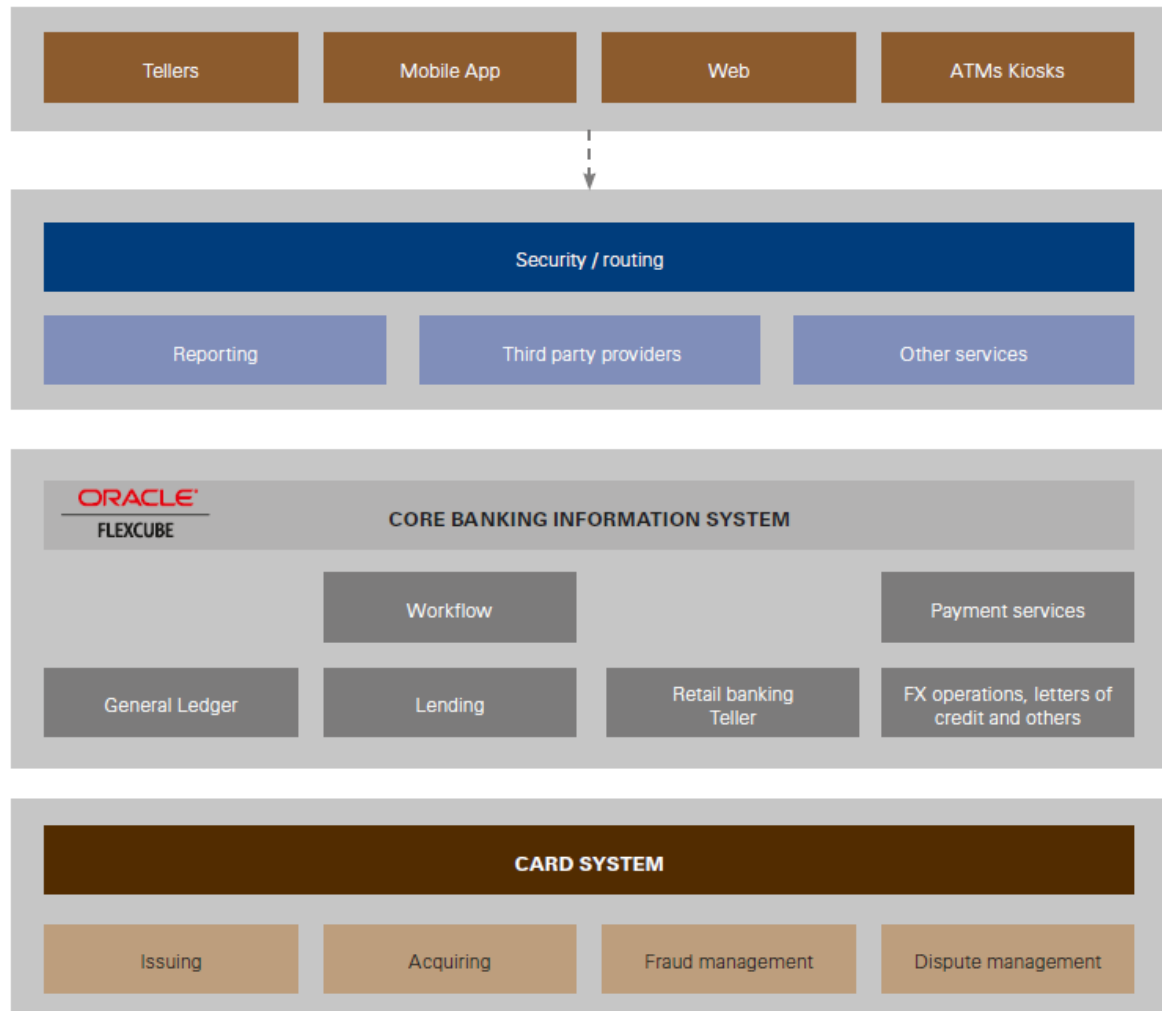 Tellers
Mobile App
Web
ATMs Kiosks
Security / routing
Reporting
Third party providers
Other services
ORACLE
FLEXCUBE
CORE BANKING INFORMATION SYSTEM
Workflow
Payment services
General Ledger
Lending
Retail banking
Teller
FX operations, letters of
credit and others
CARD SYSTEM
Issuing
Acquiring
Fraud management
Dispute management